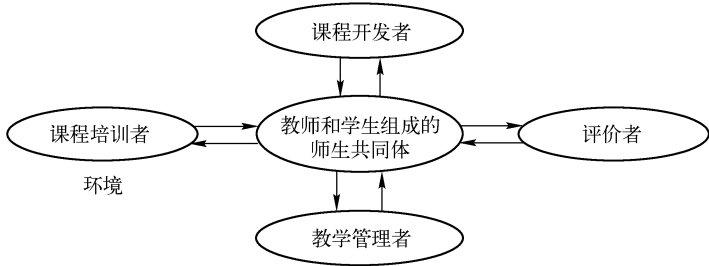 课程开发者
课程培训者
教师和学生组成的
师生共同体
评价者
环境
教学管理者